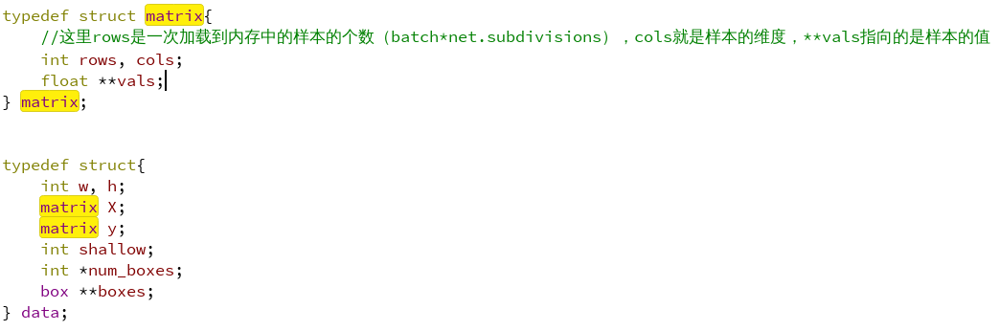 typedef struct matrix{
    //这里rows是一次加载到内存中的样本的个数（batch*net.subdivisions），cols就是样本的维度，**vals指向的是样本的值
    int rows, cols;
    float **vals;
} matrix;
typedef struct{
    int w, h;
    matrix X;
    matrix y;
    int shallow;
    int *num_boxes;
    box **boxes;
} data;